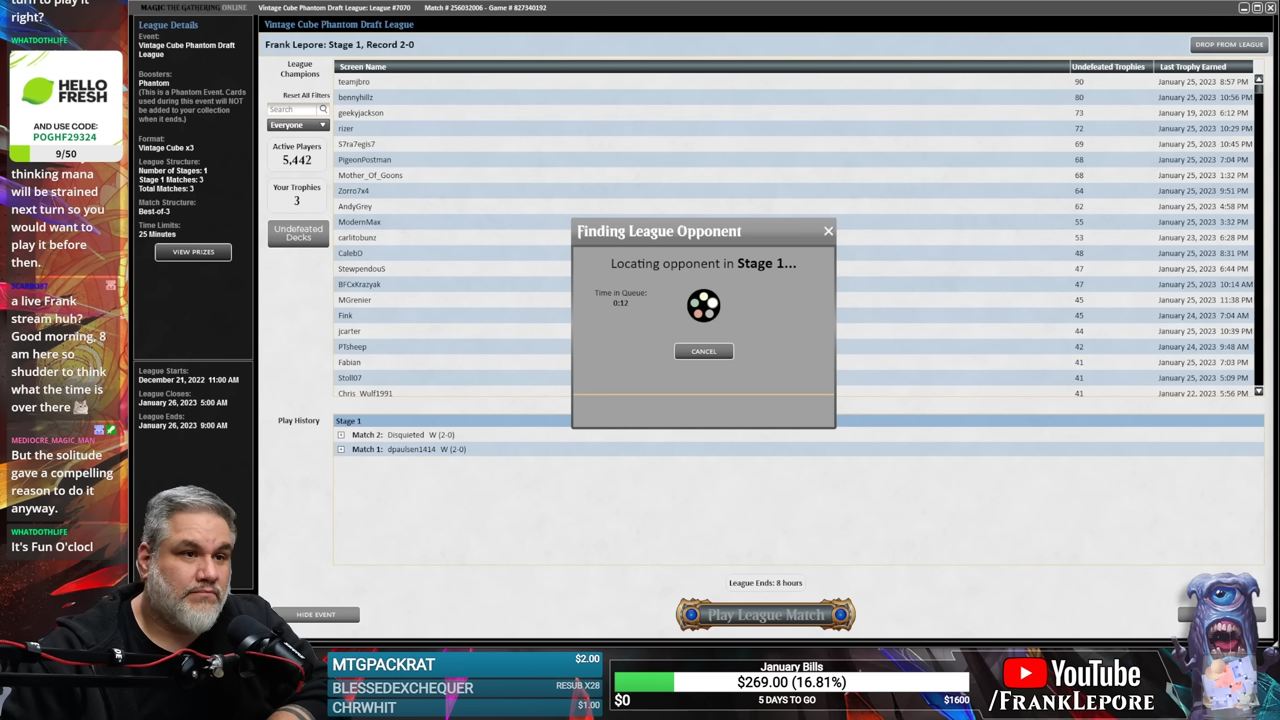 turn to play it
right?
WHATDOTHLIFE
HELLO
FRESH
AND USE CODE:
POGHF29324
9/50
thinking mana
will be strained
next turn so you
would want to
play it before
then.
a live Frank
stream huh?
Good morning, 8
am here so
shudder to think
what the time is
over there
MEDIOCRE_MAGIC_MAN
But the solitude
gave a compelling
reason to do it
anyway.
WHATDOTHLIFE
It's Fun O'clocl
MAGIC THE GATHERING ONLINE
Vintage Cube Phantom Draft League: League #7070
Match # 256032006 - Game # 827340192
League Details
Event:
Vintage Cube Phantom Draft
League
Boosters:
Phantom
(This is a Phantom Event. Cards
used during this event will NOT
be added to your collection
when it ends.)
Format:
Vintage Cube x3
League Structure:
Number of Stages: 1
Stage 1 Matches: 3
Total Matches: 3
Match Structure:
Best-of-3
Time Limits:
25 Minutes
VIEW PRIZES
League Starts:
December 21, 2022 11:00 AM
League Closes:
January 26, 2023 5:00 AM
League Ends:
January 26, 2023 9:00 AM
Vintage Cube Phantom Draft League
Frank Lepore: Stage 1, Record 2-0
DROP FROM LEAGUE
League
Champions
Reset All Filters
Search
Everyone
Active Players
5,442
Your Trophies
3
Undefeated
Decks
Screen Name Undefeated Trophies Last Trophy Earned
teamjbro 90 January 25, 2023 8:57 PM
bennyhillz 80 January 25, 2023 10:56 PM
geekyjackson 73 January 19, 2023 6:12 PM
rizer 72 January 25, 2023 10:29 PM
S7ra7egis7 69 January 25, 2023 10:45 PM
PigeonPostman 68 January 25, 2023 7:04 PM
Mother_Of_Goons 68 January 25, 2023 1:32 PM
Zorro7x4 64 January 25, 2023 9:51 PM
AndyGrey 62 January 25, 2023 4:58 PM
ModernMax 55 January 25, 2023 3:32 PM
carlitobunz 53 January 23, 2023 6:28 PM
CalebD 48 January 25, 2023 8:31 PM
StewpendouS 47 January 25, 2023 6:44 PM
BFCxKrazyak 47 January 25, 2023 10:14 AM
MGrenier 45 January 25, 2023 11:38 PM
Fink 45 January 24, 2023 7:04 AM
jcarter 44 January 25, 2023 10:39 PM
PTsheep 42 January 24, 2023 9:48 AM
Fabian 41 January 25, 2023 7:03 PM
Stoll07 41 January 25, 2023 5:09 PM
Chris_Wulf1991 41 January 22, 2023 5:56 PM
Finding League Opponent
Locating opponent in Stage 1...
Time in Queue:
0:12
CANCEL
Play History
Stage 1
Match 2: Disquieted W (2-0)
Match 1: dpaulsen1414 W (2-0)
League Ends: 8 hours
HIDE EVENT
Play League Match
MTGPACKRAT $2.00
BLESSEDEXCHEQUER RESUB X28
CHRWHIT $1.00
January Bills
$269.00 (16.81%)
$0
5 DAYS TO GO
$1600
YouTube
/FRANKLEPORE